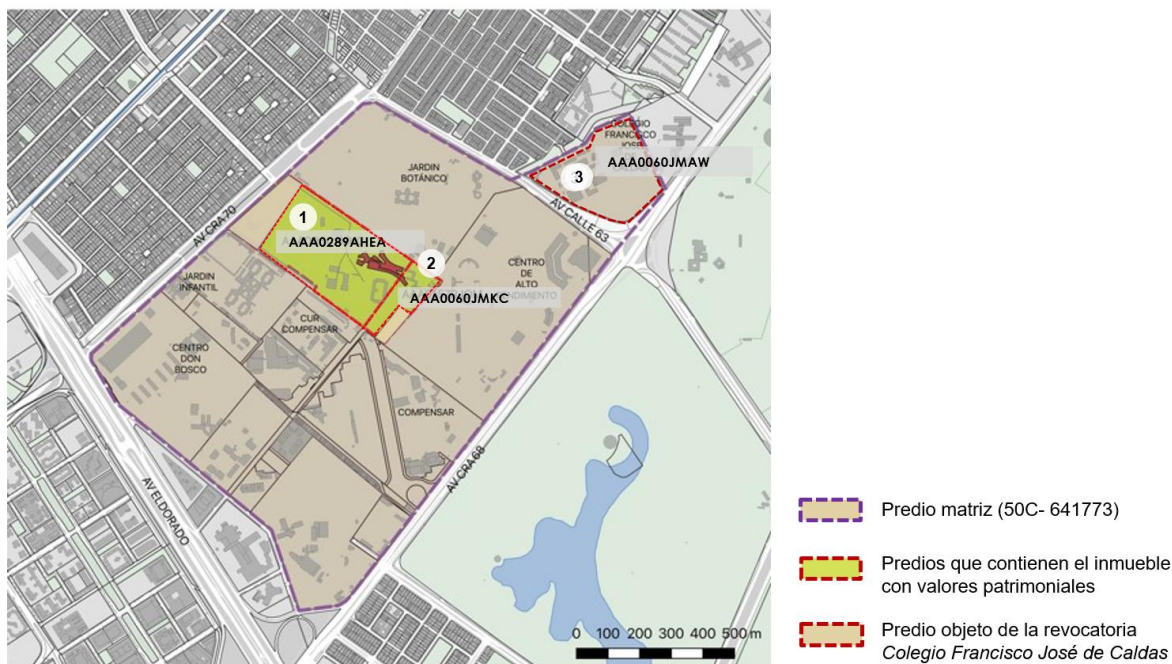 COLEGIO
FRANCISCO
JOSE
AAA0060JMAW
3
JARDIN
BOTÁNICO
AV CALLE 63
AV CRA 70
1
AAA0289AHEA
2
CENTRO
DE
ALTO
AAA0060JMKC
JARDIN
INFANTIL
CUR
COMPENSAR
CENTRO
DON
BOSCO
COMPENSAR
AV CRA 68
AV ELDORADO
0 100 200 300 400 500 m
Predio matriz (50C- 641773)
Predios que contienen el inmueble
con valores patrimoniales
Predio objeto de la revocatoria
Colegio Francisco José de Caldas